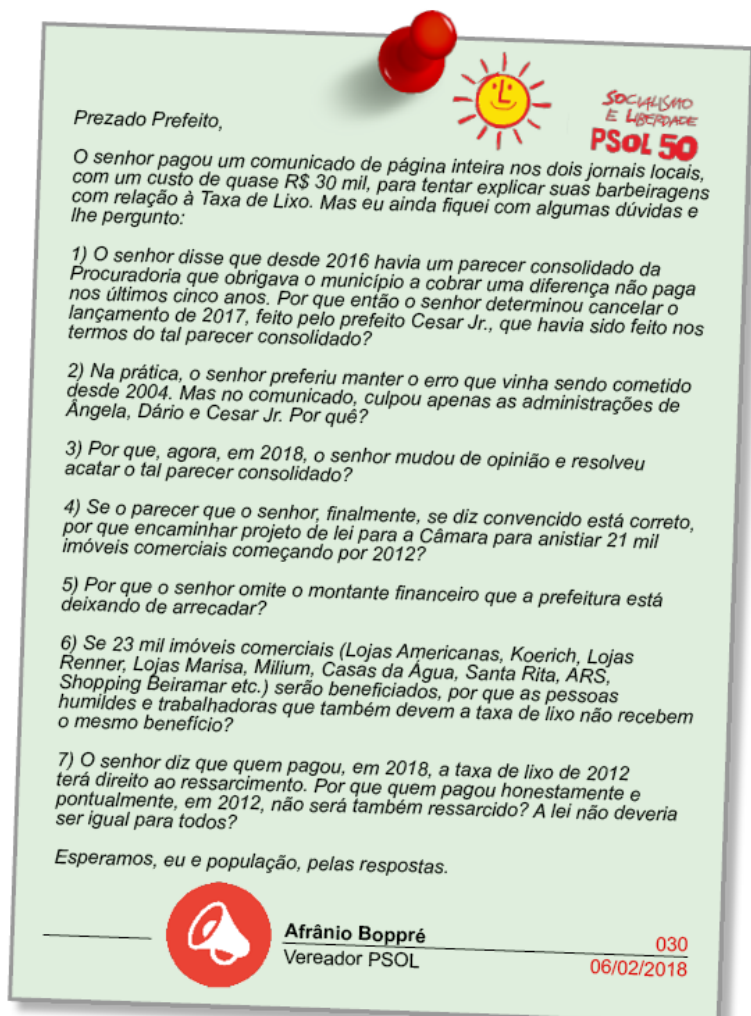 SOCIALISMO
E LIBERDADE
PSOL 50
Prezado Prefeito,
O senhor pagou um comunicado de página inteira nos dois jornais locais,
com um custo de quase R$ 30 mil, para tentar explicar suas barbeiragens
com relação à Taxa de Lixo. Mas eu ainda fiquei com algumas dúvidas e
lhe pergunto:
1) O senhor disse que desde 2016 havia um parecer consolidado da
Procuradoria que obrigava o município a cobrar uma diferença não paga
nos últimos cinco anos. Por que então o senhor determinou cancelar o
lançamento de 2017, feito pelo prefeito Cesar Jr., que havia sido feito nos
termos do tal parecer consolidado?
2) Na prática, o senhor preferiu manter o erro que vinha sendo cometido
desde 2004. Mas no comunicado, culpou apenas as administrações de
Ângela, Dário e Cesar Jr. Por quê?
3) Por que, agora, em 2018, o senhor mudou de opinião e resolveu
acatar o tal parecer consolidado?
4) Se o parecer que o senhor, finalmente, se diz convencido está correto,
por que encaminhar projeto de lei para a Câmara para anistiar 21 mil
imóveis comerciais começando por 2012?
5) Por que o senhor omite o montante financeiro que a prefeitura está
deixando de arrecadar?
6) Se 23 mil imóveis comerciais (Lojas Americanas, Koerich, Lojas
Renner, Lojas Marisa, Milium, Casas da Água, Santa Rita, ARS,
Shopping Beiramar etc.) serão beneficiados, por que as pessoas
humildes e trabalhadoras que também devem a taxa de lixo não recebem
o mesmo benefício?
7) O senhor diz que quem pagou, em 2018, a taxa de lixo de 2012
terá direito ao ressarcimento. Por que quem pagou honestamente e
pontualmente, em 2012, não será também ressarcido? A lei não deveria
ser igual para todos?
Esperamos, eu e população, pelas respostas.
Afrânio Boppré
Vereador PSOL
030
06/02/2018